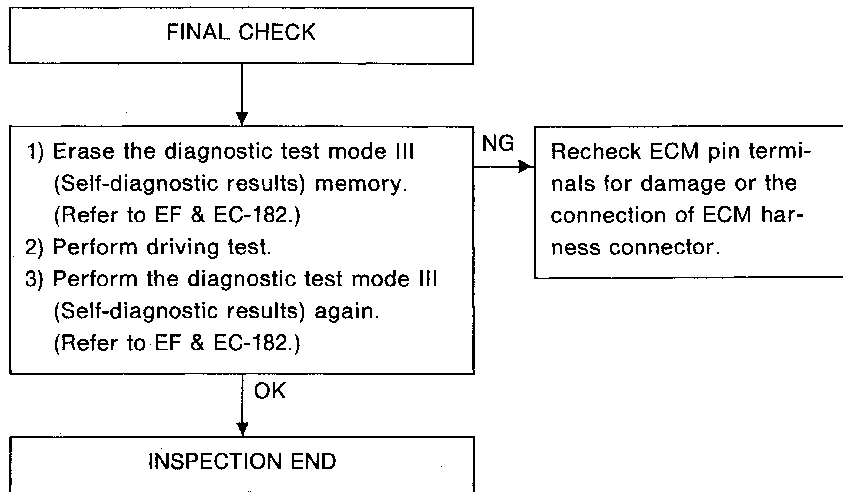 FINAL CHECK
1) Erase the diagnostic test mode III
(Self-diagnostic results) memory.
(Refer to EF & EC-182.)
2) Perform driving test.
3) Perform the diagnostic test mode III
(Self-diagnostic results) again.
(Refer to EF & EC-182.)
NG
Recheck ECM pin termi-
nals for damage or the
connection of ECM har-
ness connector.
OK
INSPECTION END